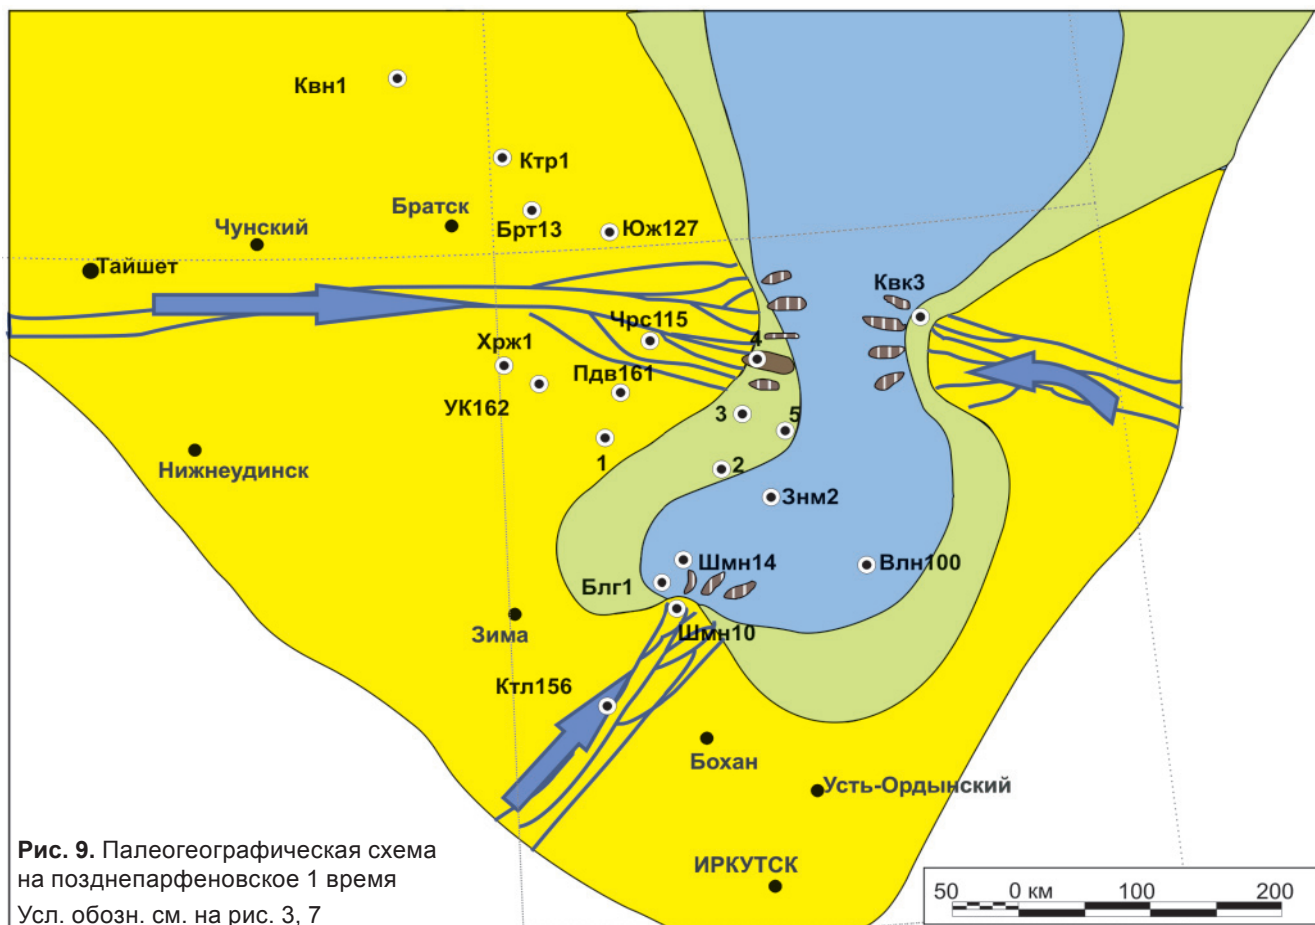 Квн1
Ктр1
Братск
Брт13
Юж127
Чунский
Тайшет
Квк3
Чрс115
4
Хрж1
Пдв161
УК162
3
5
1
2
Нижнеудинск
Знм2
Шмн14
Влн100
Блг1
Шмн10
Зима
Ктл156
Бохан
Усть-Ордынский
ИРКУТСК
Рис. 9. Палеогеографическая схема
на позднепарфеновское 1 время
Усл. обозн. см. на рис. 3, 7
50 0 км 100 200